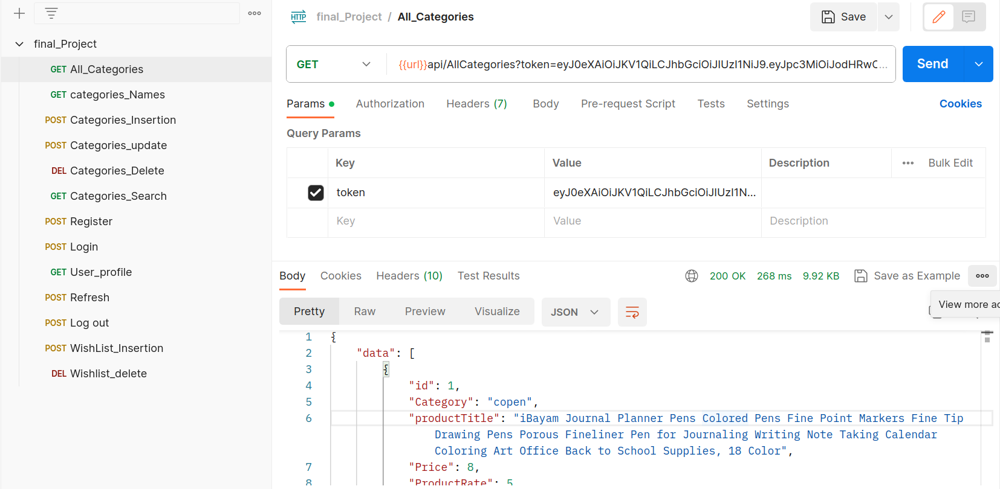 final_Project
GET All_Categories
GET categories_Names
POST Categories_Insertion
POST Categories_update
DEL Categories_Delete
GET Categories_Search
POST Register
POST Login
GET User_profile
POST Refresh
POST Log out
POST WishList_Insertion
DEL Wishlist_delete
HTTP final_Project / All_Categories
Save
GET {{url}}api/AllCategories?token=eyJ0eXAiOiJKV1QiLCJhbGciOiJIUzI1NiJ9.eyJpc3MiOiJodHRwC...
Send
Params Authorization Headers (7) Body Pre-request Script Tests Settings Cookies
Query Params
Key Value Description Bulk Edit
token eyJ0eXAiOiJKV1QiLCJhbGciOiJIUzI1N...
Key Value Description
Body Cookies Headers (10) Test Results 200 OK 268 ms 9.92 KB Save as Example
View more ac
Pretty Raw Preview Visualize JSON
1 {
2 "data": [
3 {
4 "id": 1,
5 "Category": "copen",
6 "productTitle": "iBayam Journal Planner Pens Colored Pens Fine Point Markers Fine Tip
Drawing Pens Porous Fineliner Pen for Journaling Writing Note Taking Calendar
Coloring Art Office Back to School Supplies, 18 Color",
7 "Price": 8,
8 "ProductRate": 5